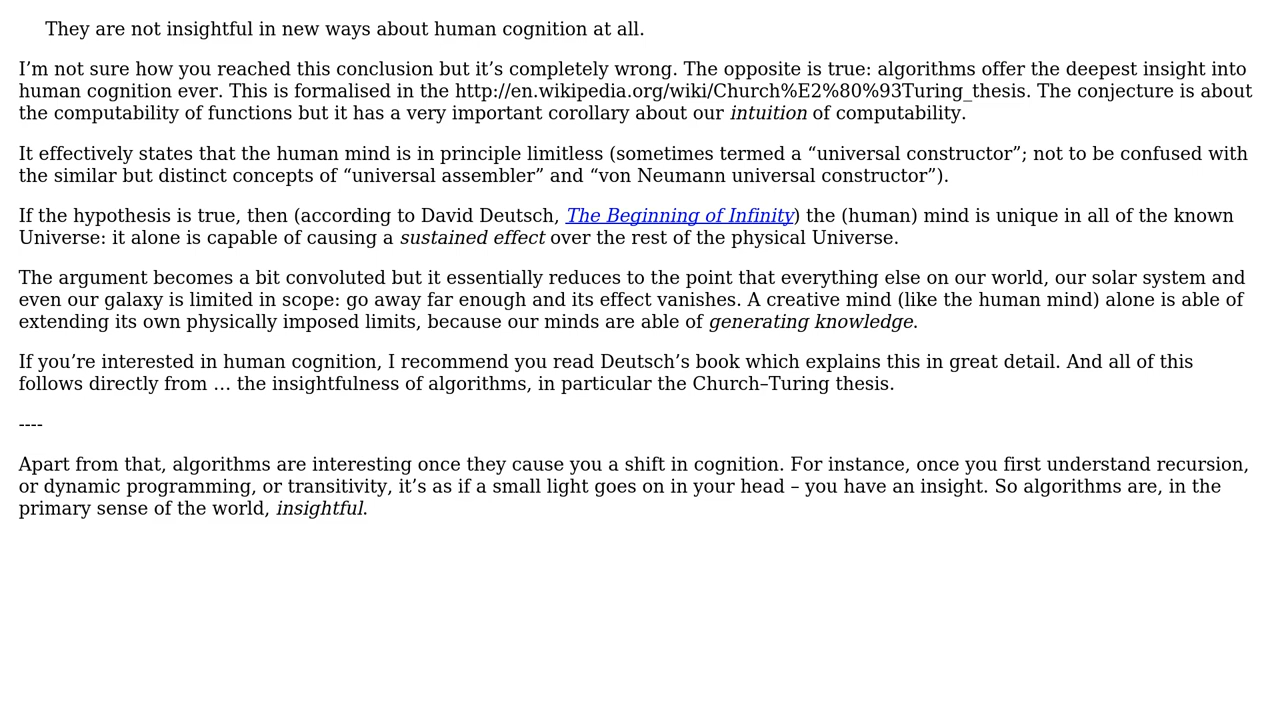 They are not insightful in new ways about human cognition at all.
I’m not sure how you reached this conclusion but it’s completely wrong. The opposite is true: algorithms offer the deepest insight into
human cognition ever. This is formalised in the http://en.wikipedia.org/wiki/Church%E2%80%93Turing_thesis. The conjecture is about
the computability of functions but it has a very important corollary about our intuition of computability.
It effectively states that the human mind is in principle limitless (sometimes termed a “universal constructor”; not to be confused with
the similar but distinct concepts of “universal assembler” and “von Neumann universal constructor”).
If the hypothesis is true, then (according to David Deutsch, The Beginning of Infinity) the (human) mind is unique in all of the known
Universe: it alone is capable of causing a sustained effect over the rest of the physical Universe.
The argument becomes a bit convoluted but it essentially reduces to the point that everything else on our world, our solar system and
even our galaxy is limited in scope: go away far enough and its effect vanishes. A creative mind (like the human mind) alone is able of
extending its own physically imposed limits, because our minds are able of generating knowledge.
If you’re interested in human cognition, I recommend you read Deutsch’s book which explains this in great detail. And all of this
follows directly from … the insightfulness of algorithms, in particular the Church–Turing thesis.
----
Apart from that, algorithms are interesting once they cause you a shift in cognition. For instance, once you first understand recursion,
or dynamic programming, or transitivity, it’s as if a small light goes on in your head – you have an insight. So algorithms are, in the
primary sense of the world, insightful.